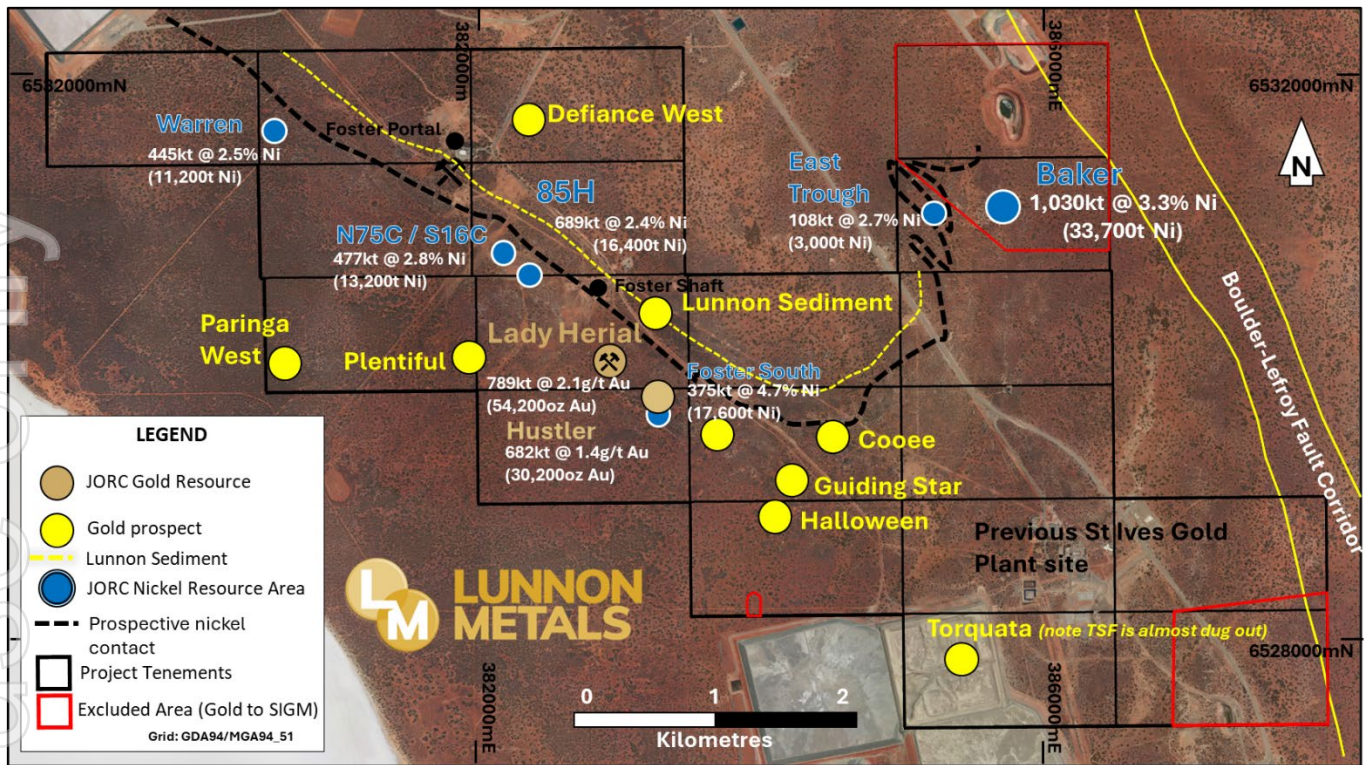 6532000mN
382000m
386000mE
6532000mN
Warren
445kt @ 2.5% Ni
(11,200t Ni)
Foster Portal
Defiance West
N
85H
689kt @ 2.4% Ni
(16,400t Ni)
East
Trough
108kt @ 2.7% Ni
(3,000t Ni)
Baker
1,030kt @ 3.3% Ni
(33,700t Ni)
N75C / S16C
477kt @ 2.8% Ni
(13,200t Ni)
Foster Shaft
Lunnon Sediment
Boulder-Lefroy Fault Corridor
Paringa
West
Plentiful
Lady Herial
789kt @ 2.1g/t Au
(54,200oz Au)
Foster South
375kt @ 4.7% Ni
(17,600t Ni)
Hustler
682kt @ 1.4g/t Au
(30,200oz Au)
Cooee
Guiding Star
Halloween
Previous St Ives Gold
Plant site
LEGEND
JORC Gold Resource
Gold prospect
Lunnon Sediment
JORC Nickel Resource Area
Prospective nickel
contact
Project Tenements
Excluded Area (Gold to SIGM)
Grid: GDA94/MGA94_51
LM
LUNNON
METALS
Torquata (note TSF is almost dug out)
6528000mN
382000mE
386000mE
0 1 2
Kilometres